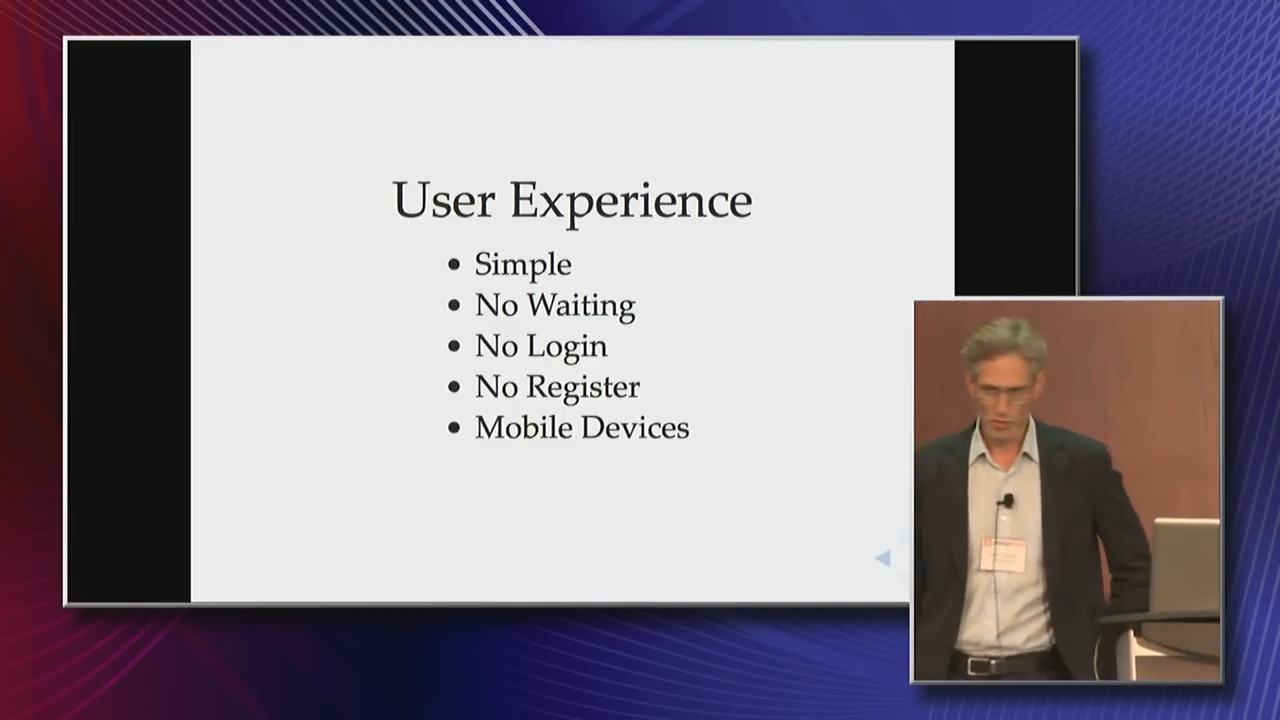 User Experience
• Simple
• No Waiting
• No Login
• No Register
• Mobile Devices